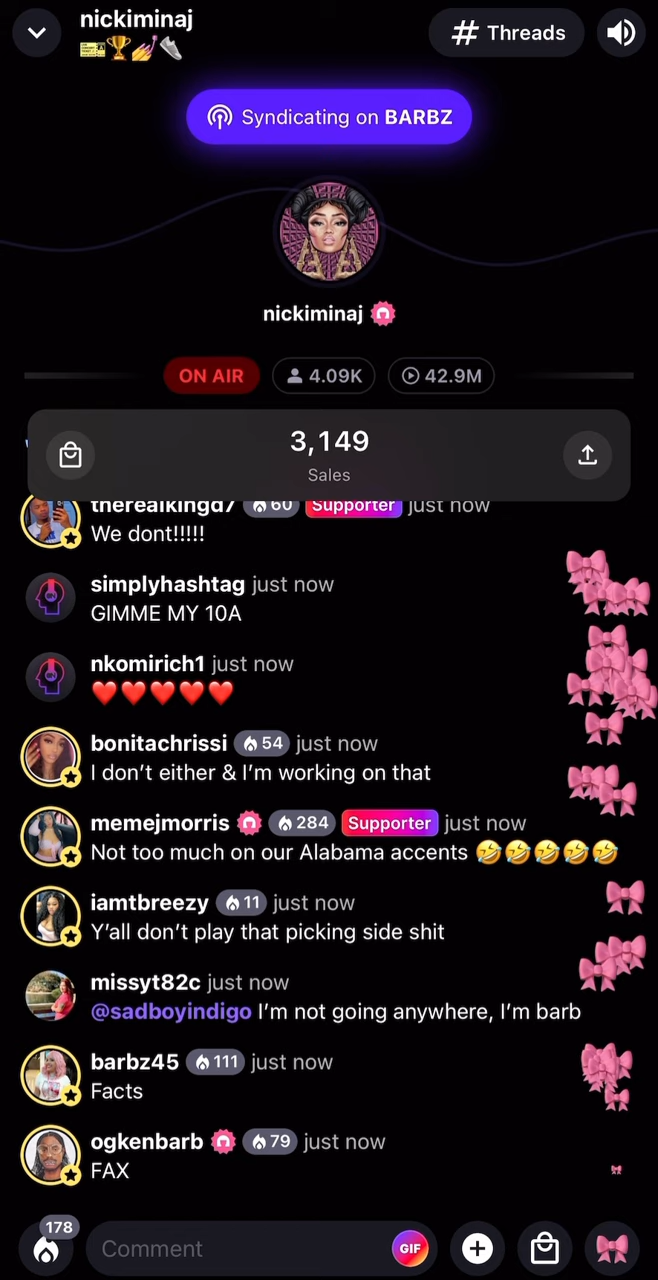 nickiminaj
🎫🏆💅👟
# Threads
Syndicating on BARBZ
nickiminaj
ON AIR
4.09K
42.9M
3,149
Sales
therealkingd7 60 Supporter just now
We dont!!!!!
simplyhashtag just now
GIMME MY 10A
nkomirich1 just now
❤️❤️❤️❤️❤️
bonitachrissi 54 just now
I don’t either & I’m working on that
memejmorris 284 Supporter just now
Not too much on our Alabama accents 🤣🤣🤣🤣🤣
iamtbreezy 11 just now
Y’all don’t play that picking side shit
missyt82c just now
@sadboyindigo I’m not going anywhere, I’m barb
barbz45 111 just now
Facts
ogkenbarb 79 just now
FAX
178
Comment
GIF